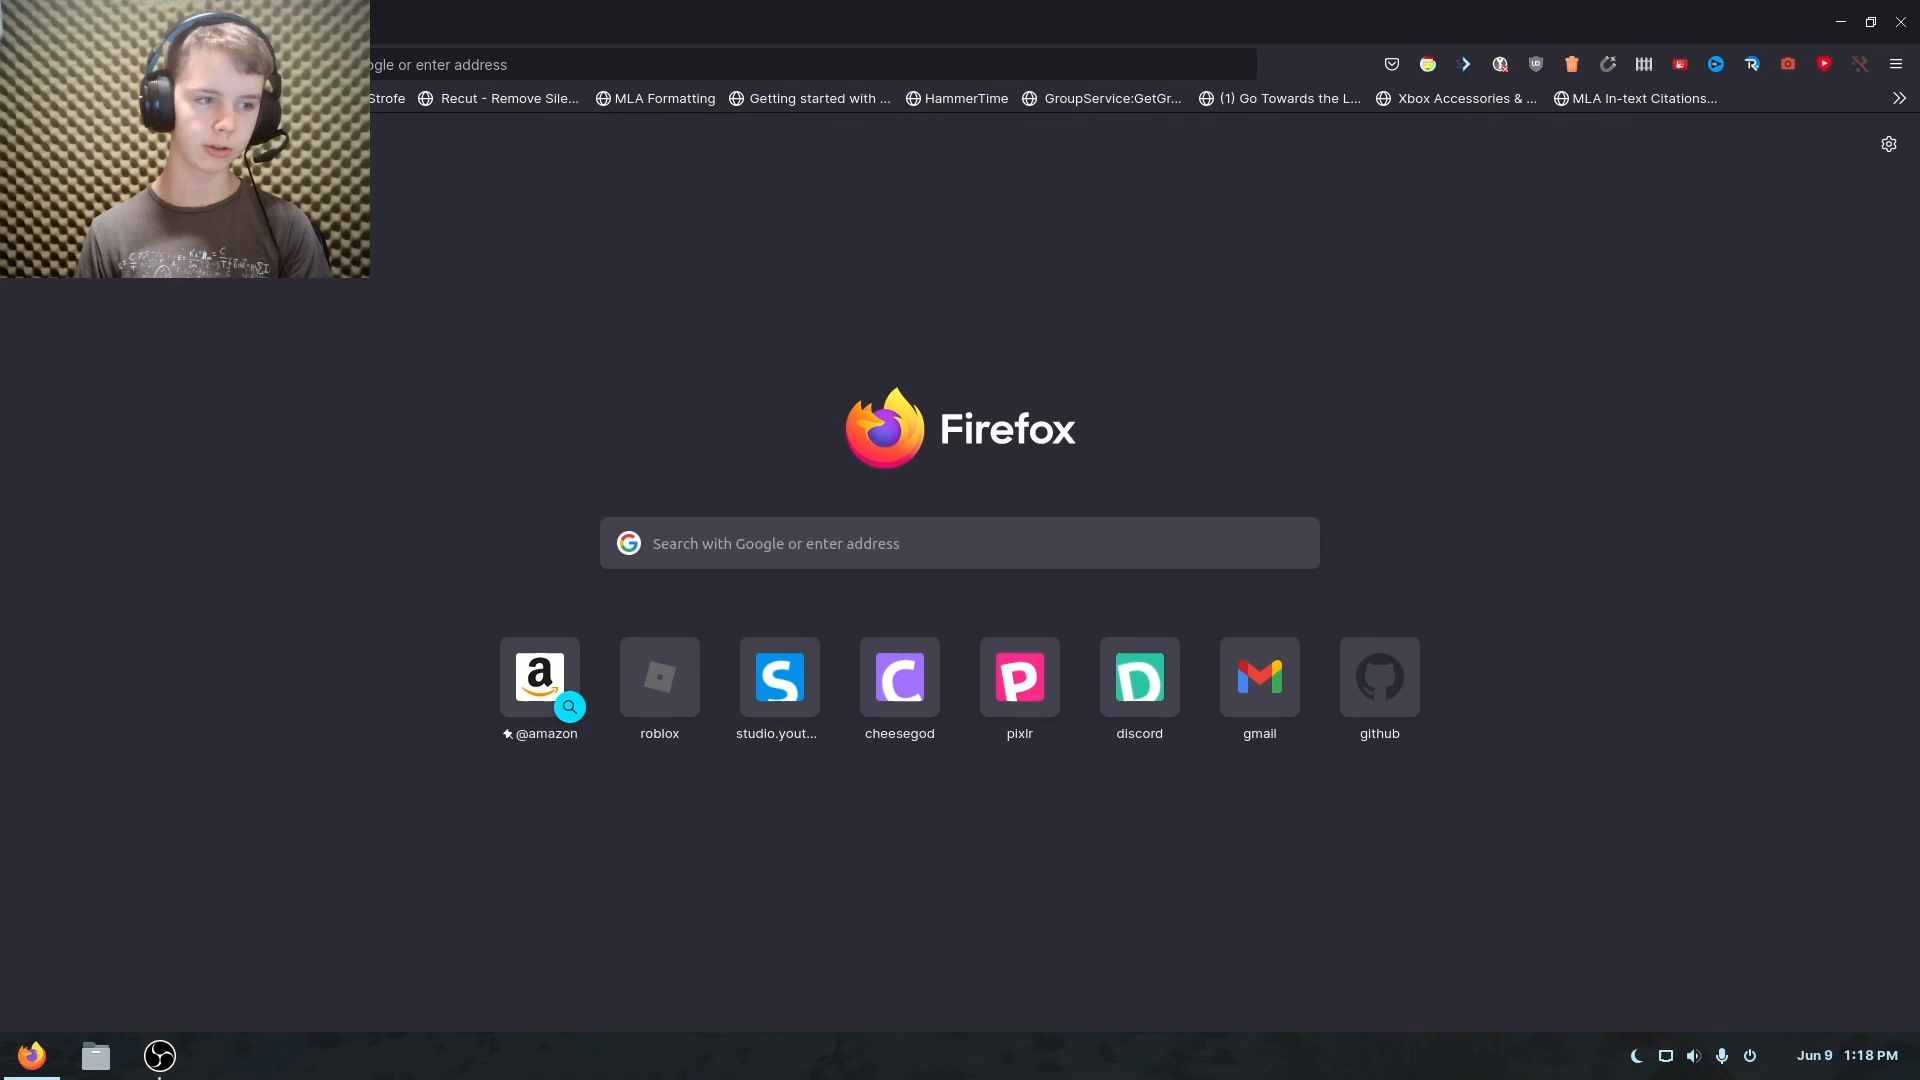 ogle or enter address
Strofe
Recut - Remove Sile...
MLA Formatting
Getting started with ...
HammerTime
GroupService:GetGr...
(1) Go Towards the L...
Xbox Accessories & ...
MLA In-text Citations...
Firefox
Search with Google or enter address
@amazon
roblox
studio.yout...
cheesegod
pixlr
discord
gmail
github
Jun 9 1:18 PM